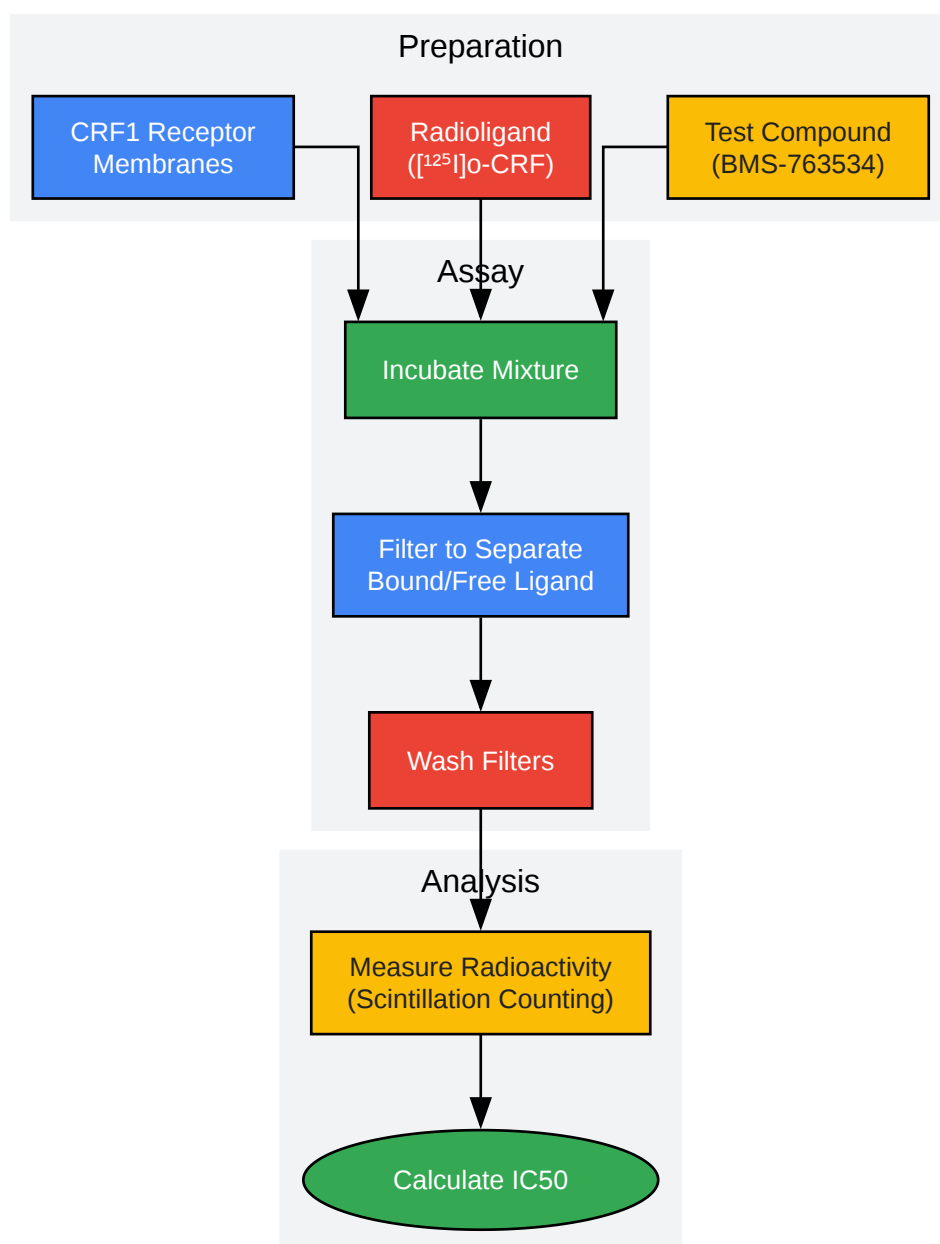 Preparation
CRF1 Receptor
Membranes
Radioligand
([¹²⁵I]o-CRF)
Test Compound
(BMS-763534)
Assay
Incubate Mixture
Filter to Separate
Bound/Free Ligand
Wash Filters
Analysis
Measure Radioactivity
(Scintillation Counting)
Calculate IC50